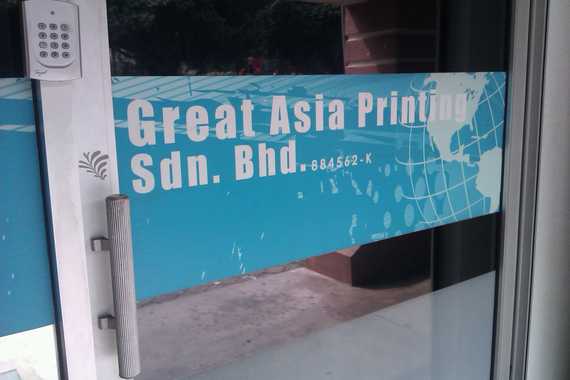 Great Asia Printing
Sdn. Bhd. 884562-K